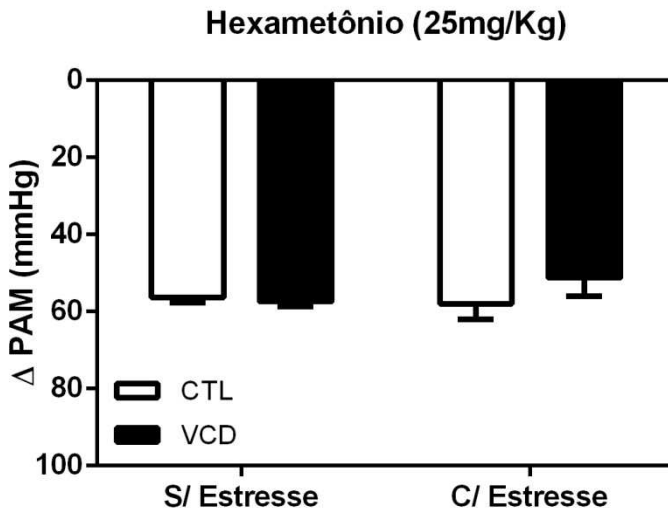 Hexametônio (25mg/Kg)
Δ PAM (mmHg)
0
20
40
60
80
100
CTL
VCD
S/ Estresse
C/ Estresse